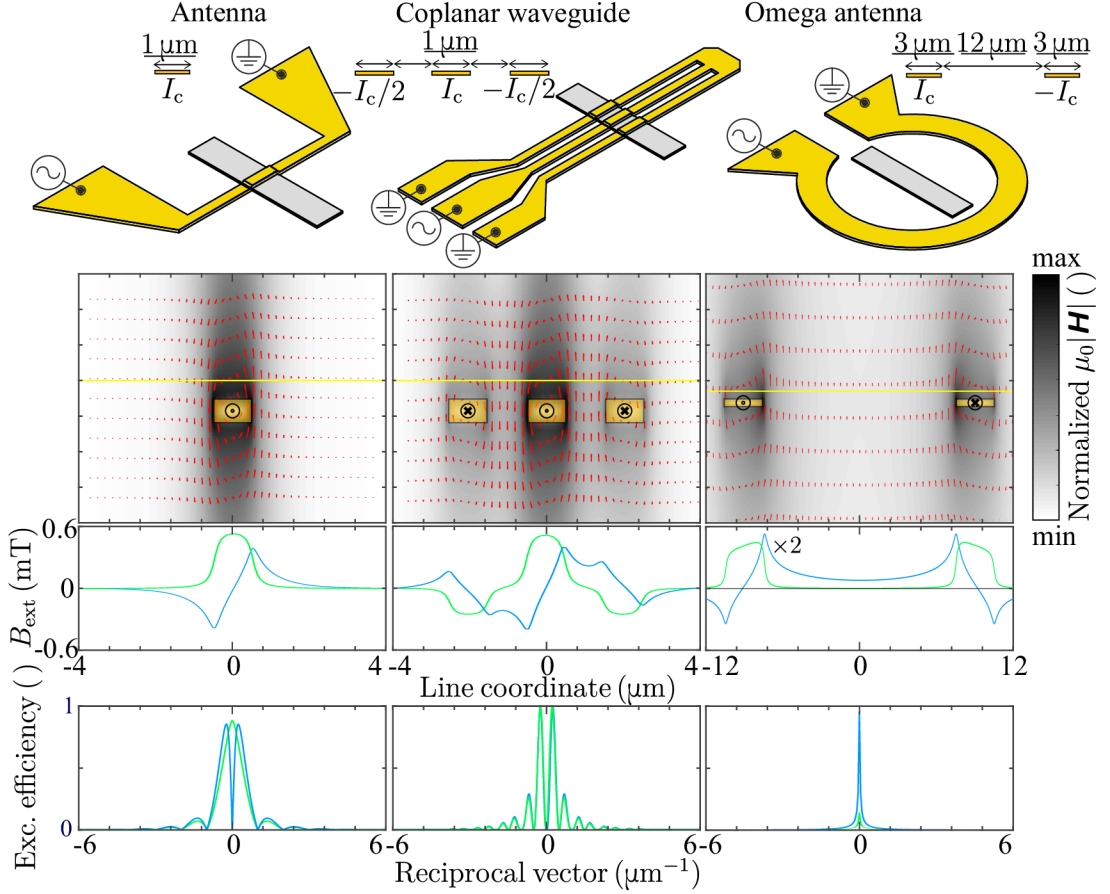 Antenna Coplanar waveguide Omega antenna
1 μm 1 μm 3 μm 12 μm 3 μm
I_c −I_c/2 I_c −I_c/2 I_c −I_c
max
Normalized μ₀|H| ()
min
0.6
0
-0.6
B_ext (mT)
×2
-4 0 4 -4 0 4 -12 0 12
Line coordinate (μm)
Exc. efficiency ()
1
0
-6 0 6 -6 0 6 -6 0 6
Reciprocal vector (μm⁻¹)